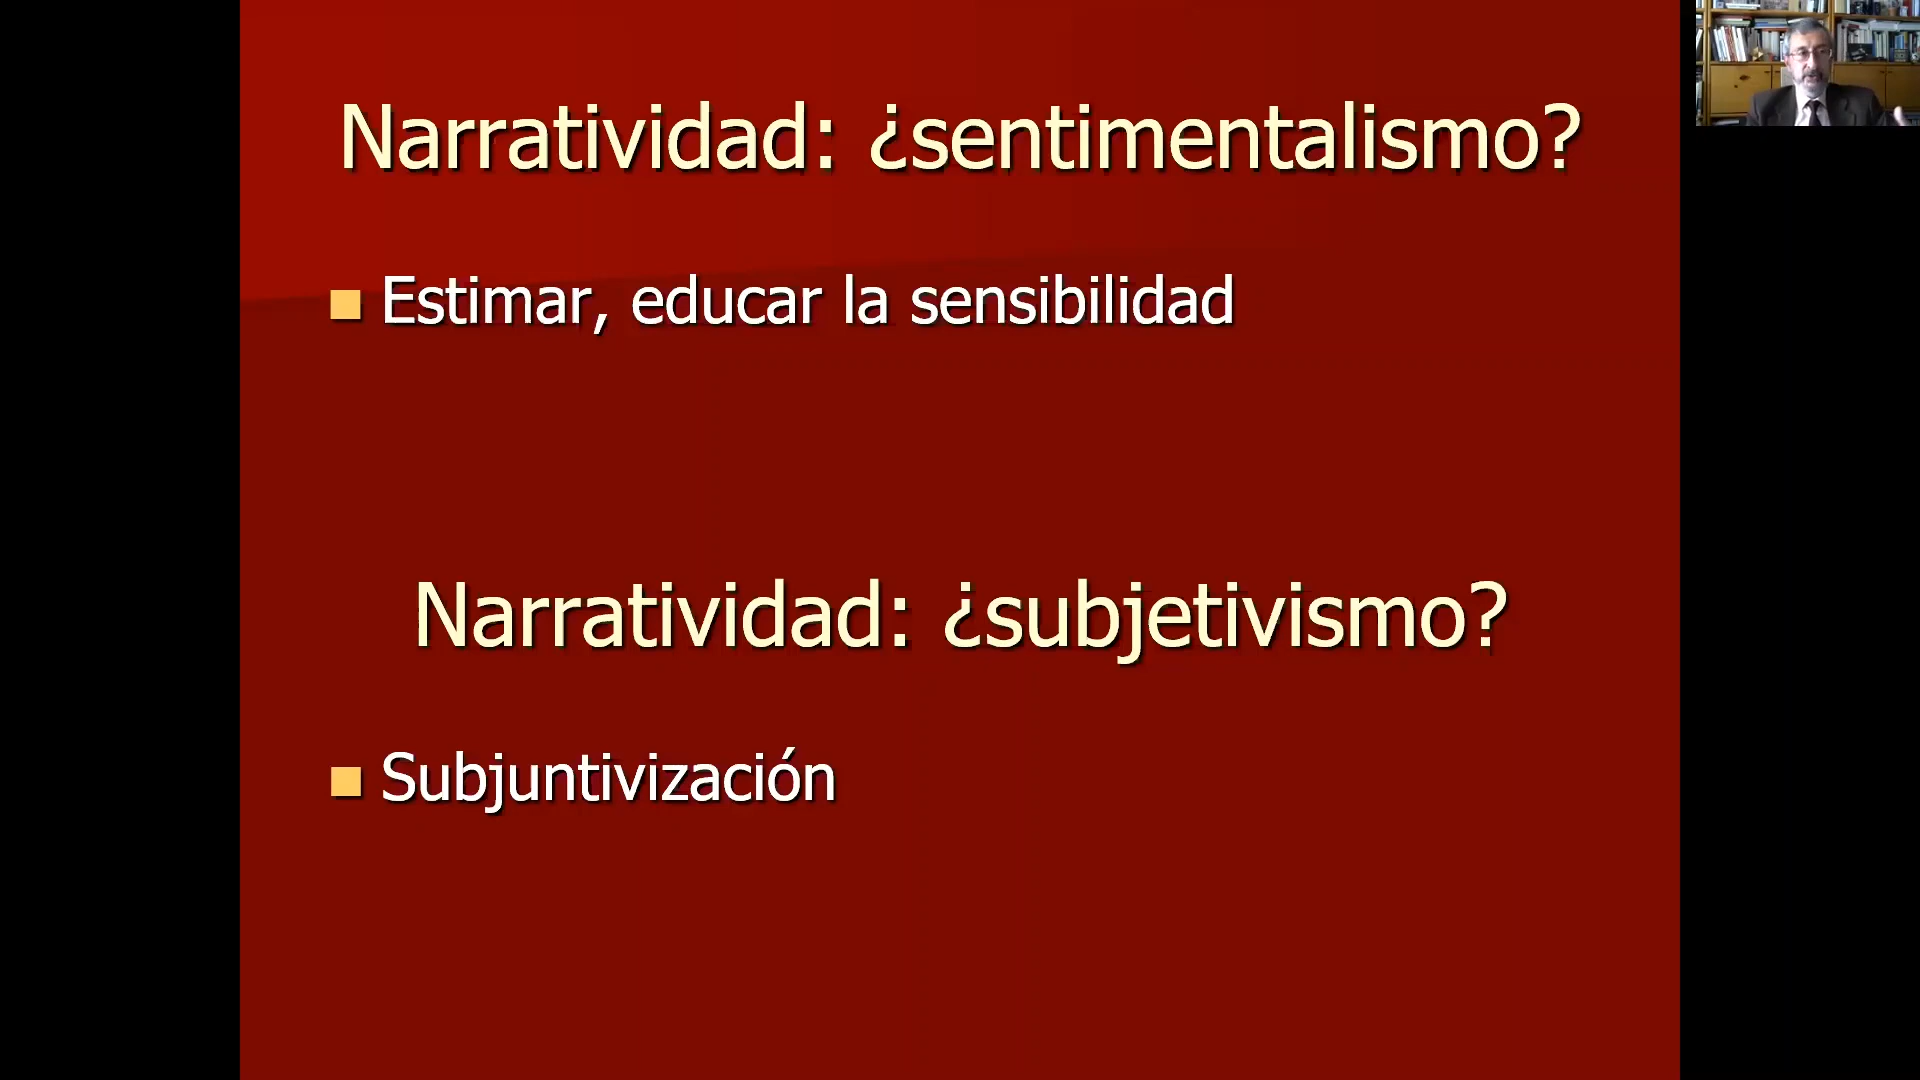 Narratividad: ¿sentimentalismo?
Estimar, educar la sensibilidad
Narratividad: ¿subjetivismo?
Subjuntivización